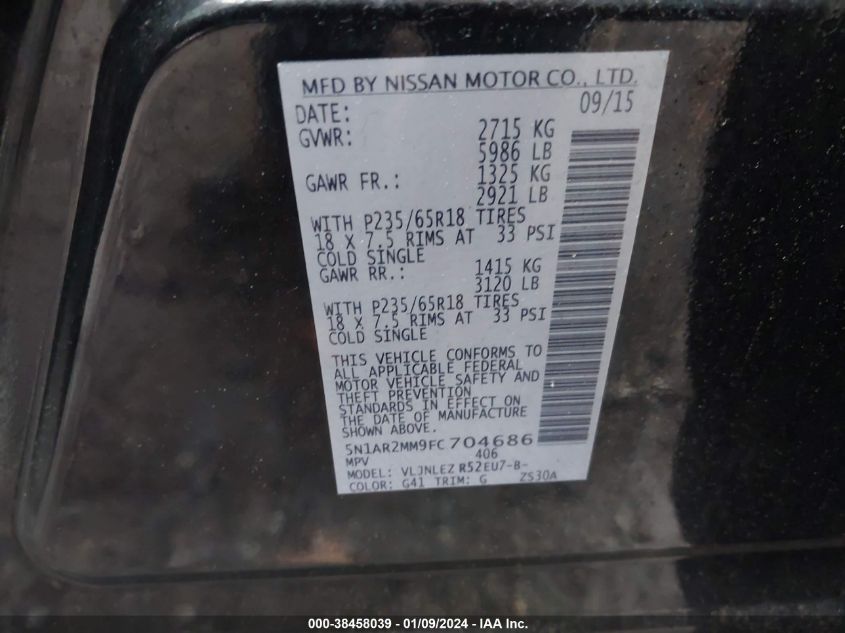 MFD BY NISSAN MOTOR CO., LTD.
DATE: 09/15
GVWR: 2715 KG
5986 LB
GAWR FR.: 1325 KG
2921 LB
WITH P235/65R18 TIRES
18 X 7.5 RIMS AT 33 PSI
COLD SINGLE
GAWR RR.: 1415 KG
3120 LB
WITH P235/65R18 TIRES
18 X 7.5 RIMS AT 33 PSI
COLD SINGLE
THIS VEHICLE CONFORMS TO
ALL APPLICABLE FEDERAL
MOTOR VEHICLE SAFETY AND
THEFT PREVENTION
STANDARDS IN EFFECT ON
THE DATE OF MANUFACTURE
SHOWN ABOVE.
5N1AR2MM9FC704686
MPV 406
MODEL: VLJNLEZ R52EU7-B-
COLOR: G41 TRIM: G ZS30A
000-38458039 - 01/09/2024 - IAA Inc.